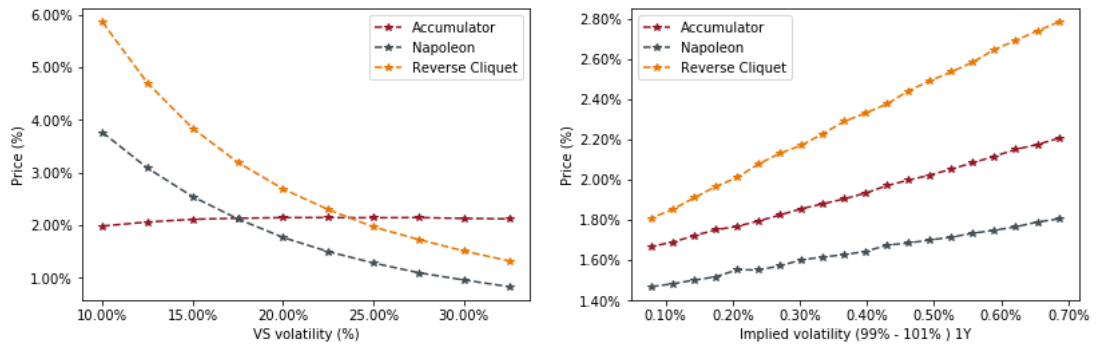 6.00%
5.00%
4.00%
3.00%
2.00%
1.00%
Price (%)
10.00% 15.00% 20.00% 25.00% 30.00%
VS volatility (%)
Accumulator
Napoleon
Reverse Cliquet
2.80%
2.60%
2.40%
2.20%
2.00%
1.80%
1.60%
1.40%
Price (%)
0.10% 0.20% 0.30% 0.40% 0.50% 0.60% 0.70%
Implied volatility (99% - 101% ) 1Y
Accumulator
Napoleon
Reverse Cliquet